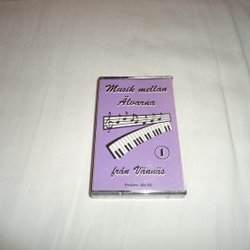 Musik mellan
Älvarna
1
från Vännäs